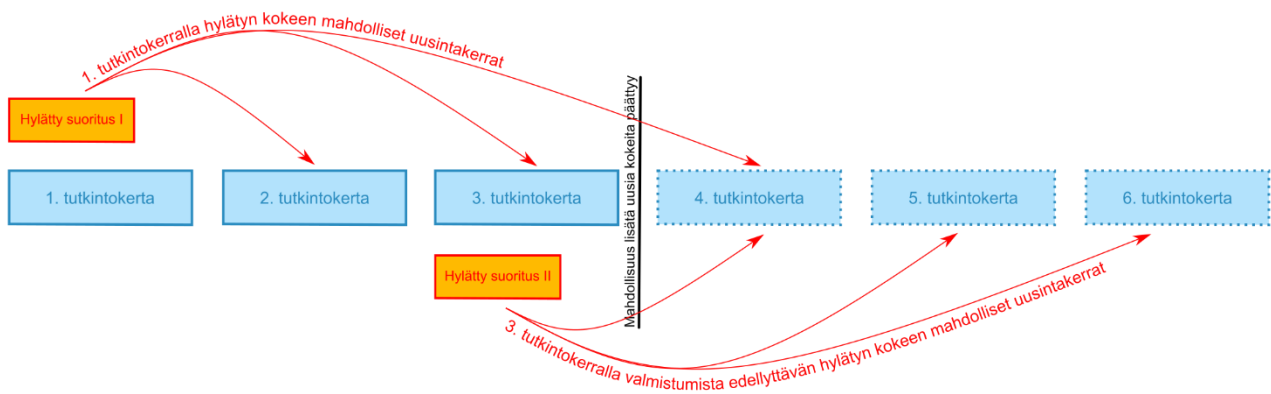 1. tutkintokerralla hylätyn kokeen mahdolliset uusintakerrat
Hylätty suoritus I
Mahdollisuus lisätä uusia kokeita päättyy
1. tutkintokerta
2. tutkintokerta
3. tutkintokerta
4. tutkintokerta
5. tutkintokerta
6. tutkintokerta
Hylätty suoritus II
3. tutkintokerralla valmistumista edellyttävän hylätyn kokeen mahdolliset uusintakerrat